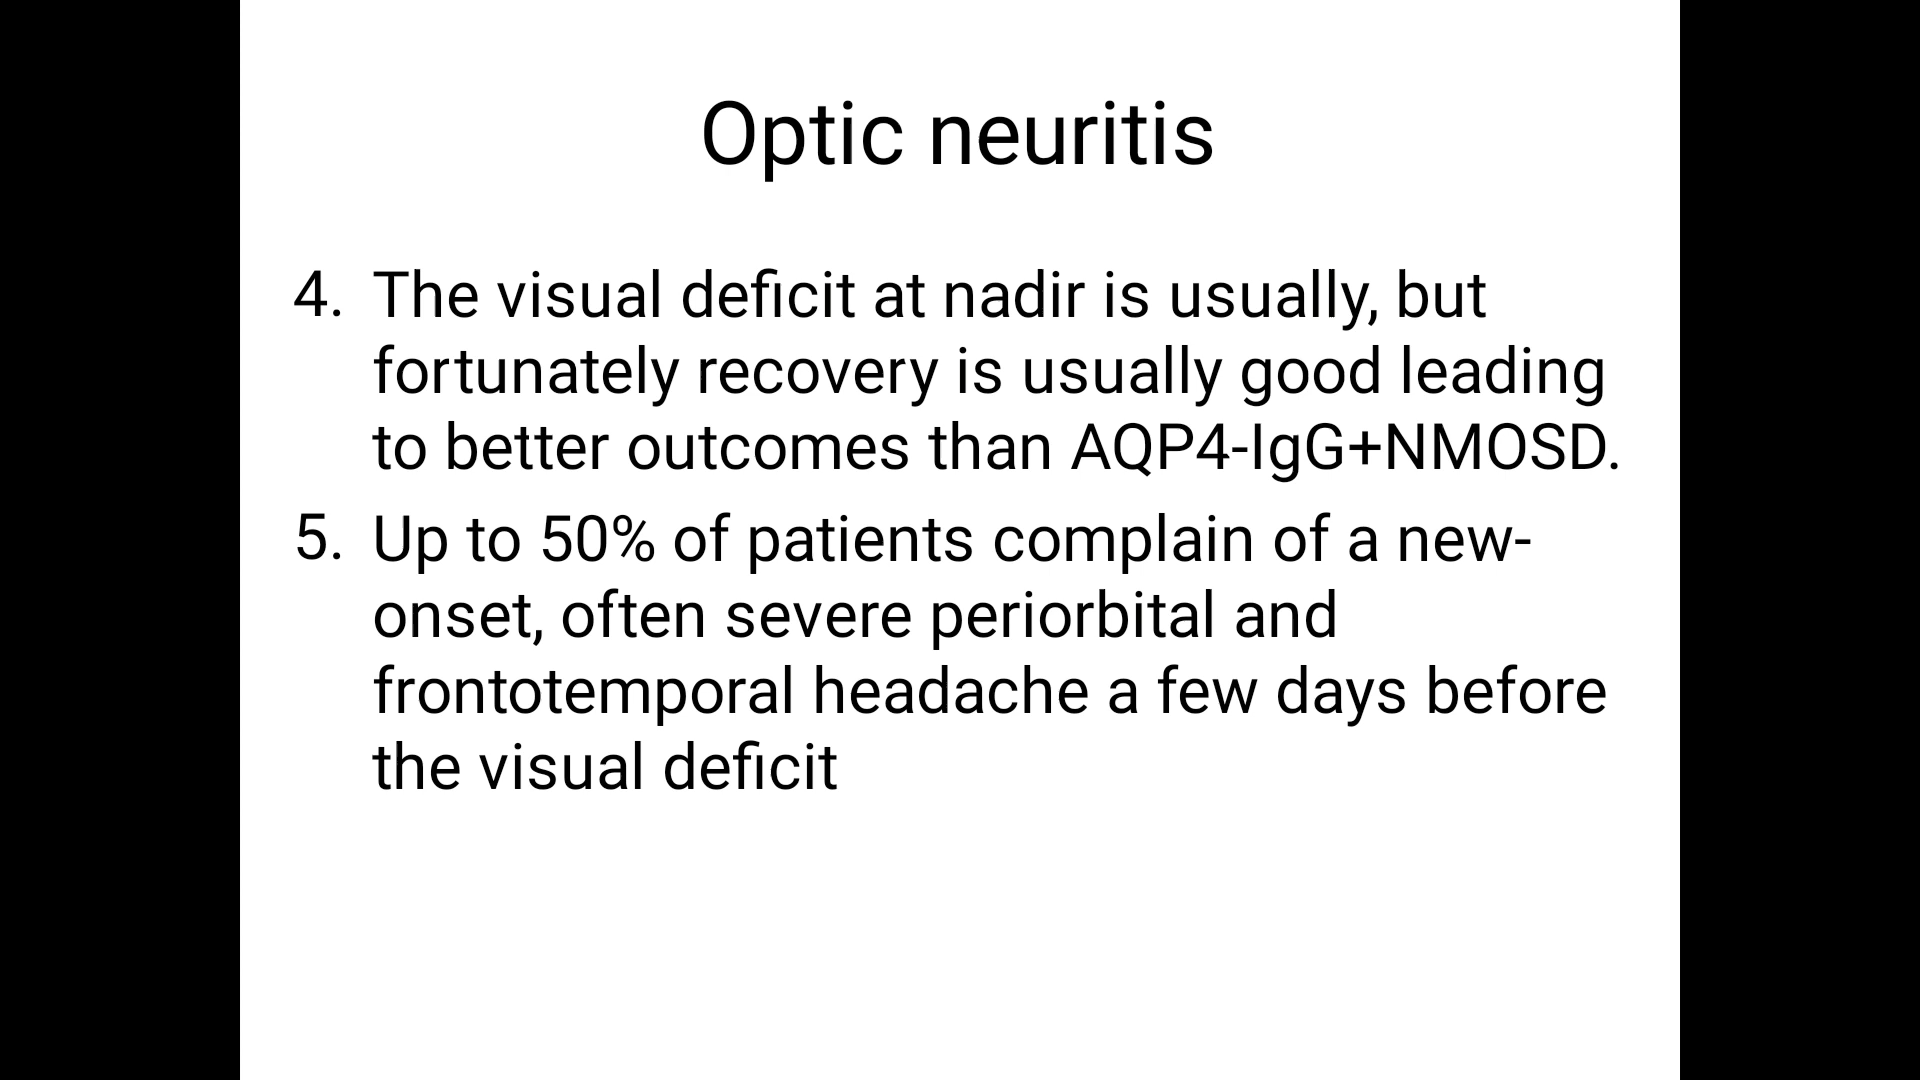 Optic neuritis
4. The visual deficit at nadir is usually, but
fortunately recovery is usually good leading
to better outcomes than AQP4-IgG+NMOSD.
5. Up to 50% of patients complain of a new-
onset, often severe periorbital and
frontotemporal headache a few days before
the visual deficit